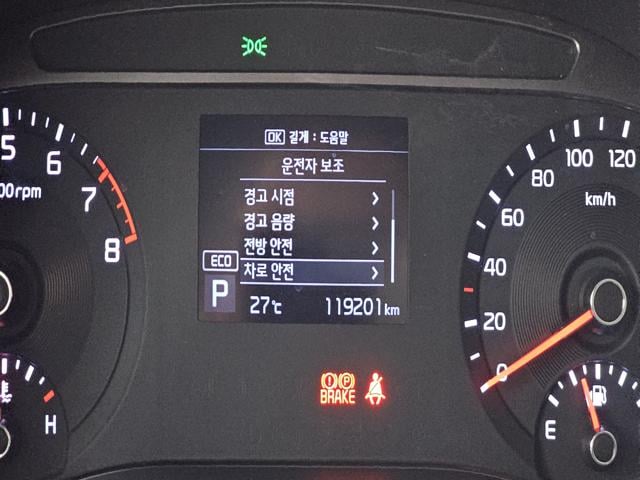 OK 길게 : 도움말
운전자 보조
경고 시점
경고 음량
전방 안전
차로 안전
ECO
P
27℃ 119201km
5
6
7
8
00rpm
H
0
20
40
60
80
100
120
km/h
E
(!) (P)
BRAKE